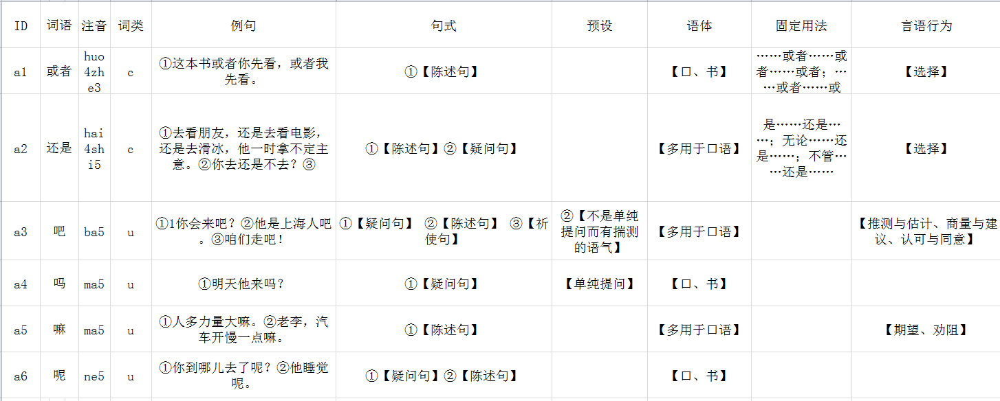 ID 词语 注音 词类 例句 句式 预设 语体 固定用法 言语行为
a1 或者
huo
4zh
e3
c
①这本书或者你先看，或者我
先看。
①【陈述句】
【口、书】
……或者……或
者……或者；…
…或者……或
【选择】
a2 还是
hai
4sh
i5
c
①去看朋友，还是去看电影，
还是去滑冰，他一时拿不定主
意。②你去还是不去？③
①【陈述句】②【疑问句】
【多用于口语】
是……还是…
…；无论……还
是……；不管…
…还是……
【选择】
a3 吧 ba5 u
①1你会来吧？②他是上海人吧
。③咱们走吧！
①【疑问句】 ②【陈述句】 ③【祈
使句】
②【不是单纯
提问而有揣测
的语气】
【多用于口语】
【推测与估计、商量与建
议、认可与同意】
a4 吗 ma5 u ①明天他来吗？ ①【疑问句】 【单纯提问】 【口、书】
a5 嘛 ma5 u
①人多力量大嘛。②老李，汽
车开慢一点嘛。
①【陈述句】
【多用于口语】
【期望、劝阻】
a6 呢 ne5 u
①你到哪儿去了呢？②他睡觉
呢。
①【疑问句】②【陈述句】
【口、书】